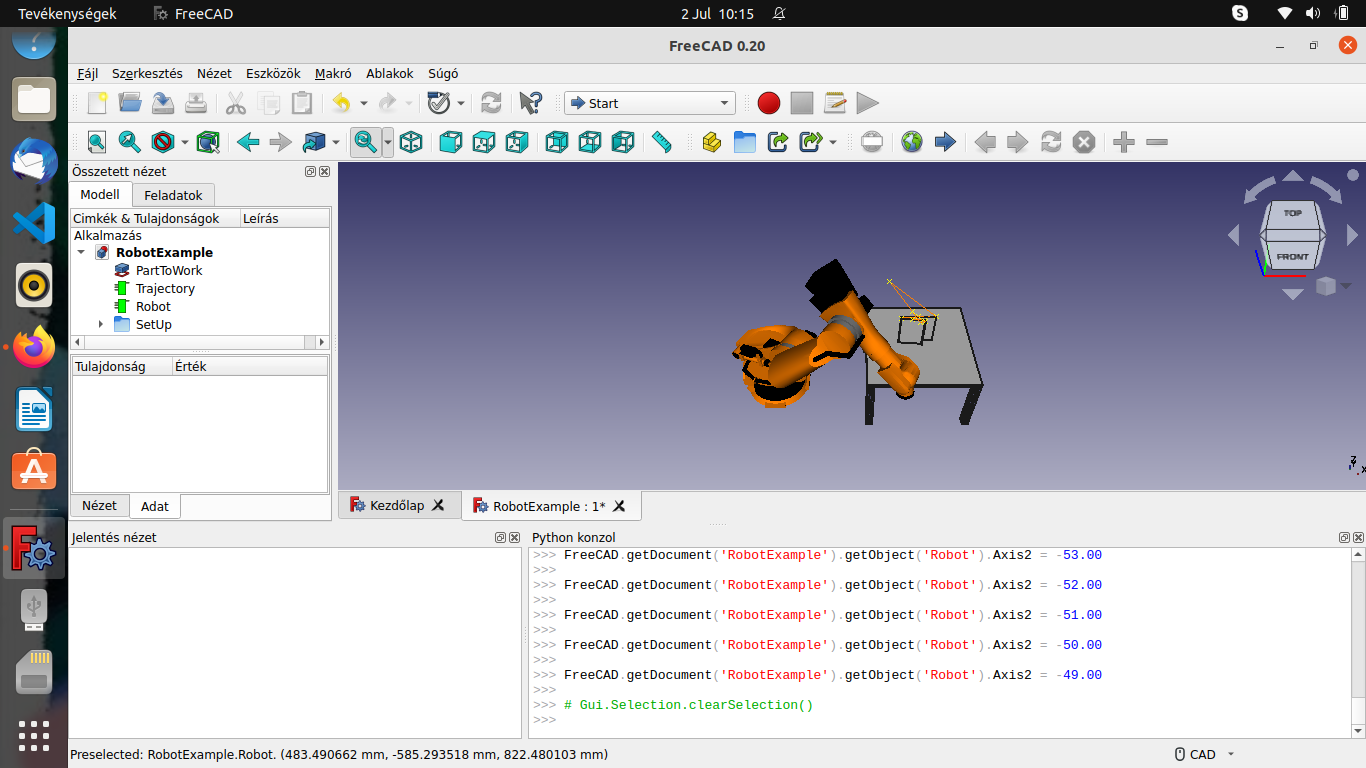 Tevékenységek FreeCAD 2 Jul 10:15 S
FreeCAD 0.20
Fájl Szerkesztés Nézet Eszközök Makró Ablakok Súgó
Start
Összetett nézet
Modell Feladatok
Cimkék & Tulajdonságok Leírás
Alkalmazás
RobotExample
PartToWork
Trajectory
Robot
SetUp
Tulajdonság Érték
Nézet Adat
TOP
FRONT
Z
x
Kezdőlap RobotExample : 1*
Jelentés nézet
Python konzol
>>> FreeCAD.getDocument('RobotExample').getObject('Robot').Axis2 = -53.00
>>>
>>> FreeCAD.getDocument('RobotExample').getObject('Robot').Axis2 = -52.00
>>>
>>> FreeCAD.getDocument('RobotExample').getObject('Robot').Axis2 = -51.00
>>>
>>> FreeCAD.getDocument('RobotExample').getObject('Robot').Axis2 = -50.00
>>>
>>> FreeCAD.getDocument('RobotExample').getObject('Robot').Axis2 = -49.00
>>>
>>> # Gui.Selection.clearSelection()
>>>
Preselected: RobotExample.Robot. (483.490662 mm, -585.293518 mm, 822.480103 mm) CAD